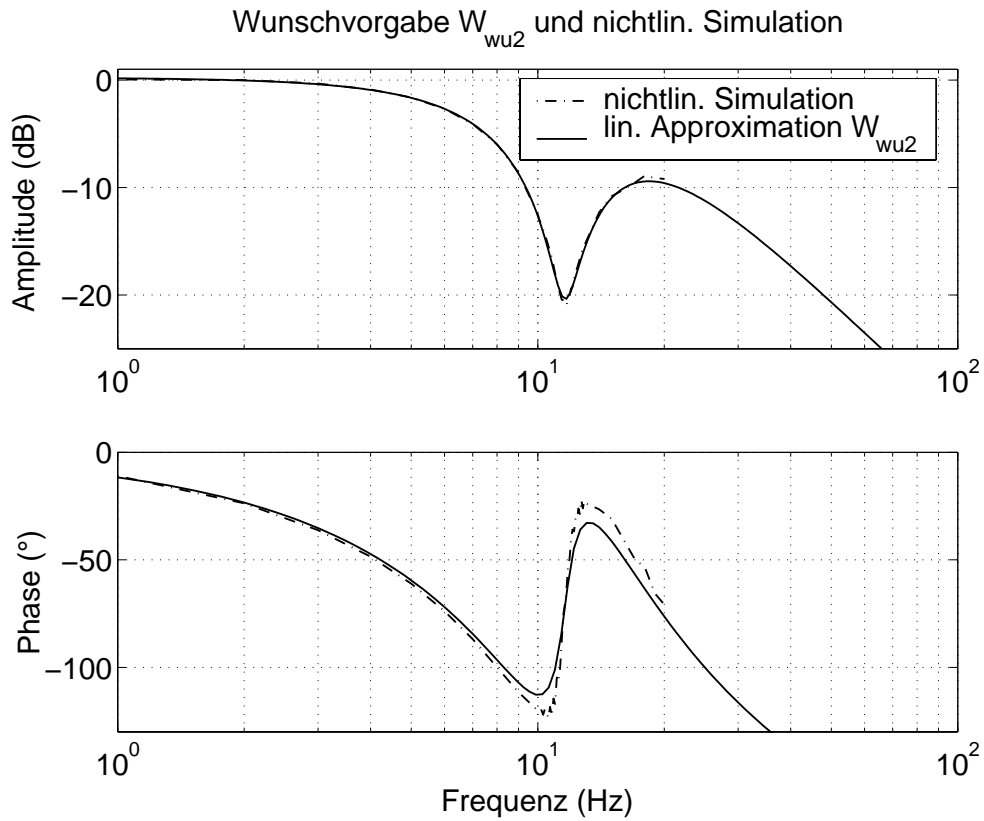 Wunschvorgabe W_wu2 und nichtlin. Simulation
0
−10
−20
Amplitude (dB)
nichtlin. Simulation
lin. Approximation W_wu2
10^0
10^1
10^2
0
−50
−100
Phase (°)
10^0
10^1
10^2
Frequenz (Hz)